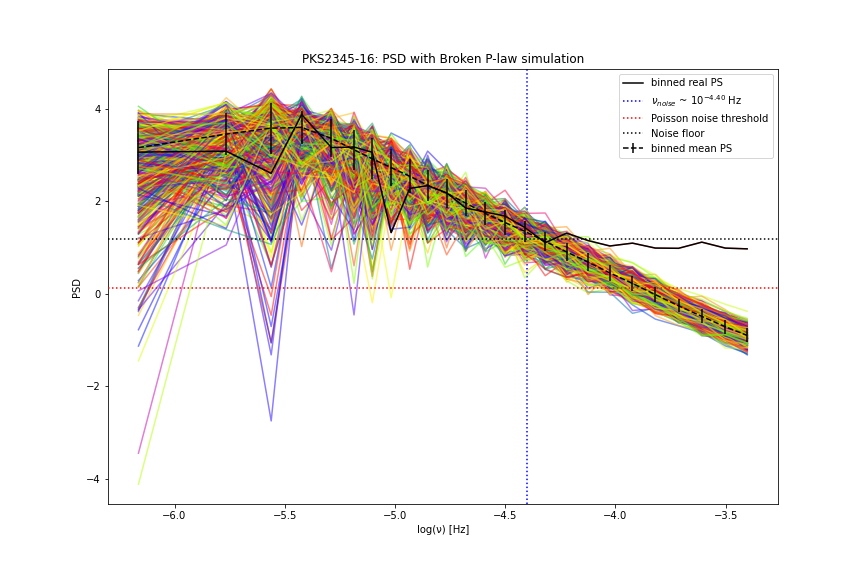 PKS2345-16: PSD with Broken P-law simulation
binned real PS
ν_noise ~ 10^−4.40 Hz
Poisson noise threshold
Noise floor
binned mean PS
PSD
4
2
0
−2
−4
−6.0 −5.5 −5.0 −4.5 −4.0 −3.5
log(ν) [Hz]